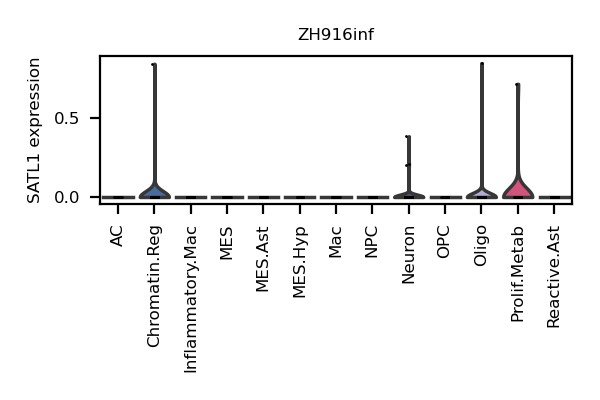 ZH916inf
SATL1 expression
0.5
0.0
AC
Chromatin.Reg
Inflammatory.Mac
MES
MES.Ast
MES.Hyp
Mac
NPC
Neuron
OPC
Oligo
Prolif.Metab
Reactive.Ast